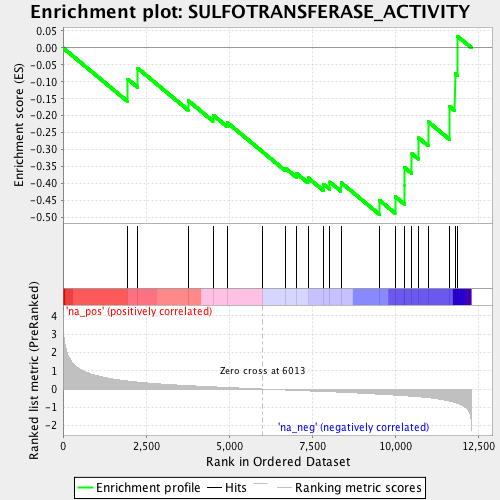 Enrichment plot: SULFOTRANSFERASE_ACTIVITY
Enrichment score (ES)
0.05
0.00
-0.05
-0.10
-0.15
-0.20
-0.25
-0.30
-0.35
-0.40
-0.45
-0.50
'na_pos' (positively correlated)
Ranked list metric (PreRanked)
4
3
2
1
0
-1
-2
Zero cross at 6013
'na_neg' (negatively correlated)
0
2,500
5,000
7,500
10,000
12,500
Rank in Ordered Dataset
Enrichment profile
Hits
Ranking metric scores